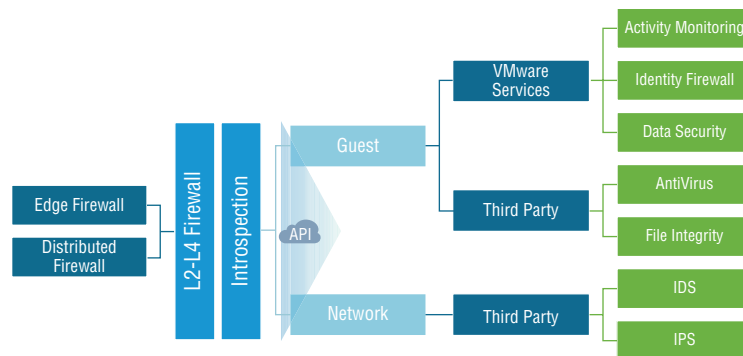 Edge Firewall
Distributed
Firewall
L2-L4 Firewall
Introspection
API
Guest
Network
VMware
Services
Third Party
Third Party
Activity Monitoring
Identity Firewall
Data Security
AntiVirus
File Integrity
IDS
IPS